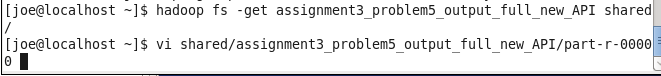 [joe@localhost ~]$ hadoop fs -get assignment3_problem5_output_full_new_API shared
/
[joe@localhost ~]$ vi shared/assignment3_problem5_output_full_new_API/part-r-0000
0